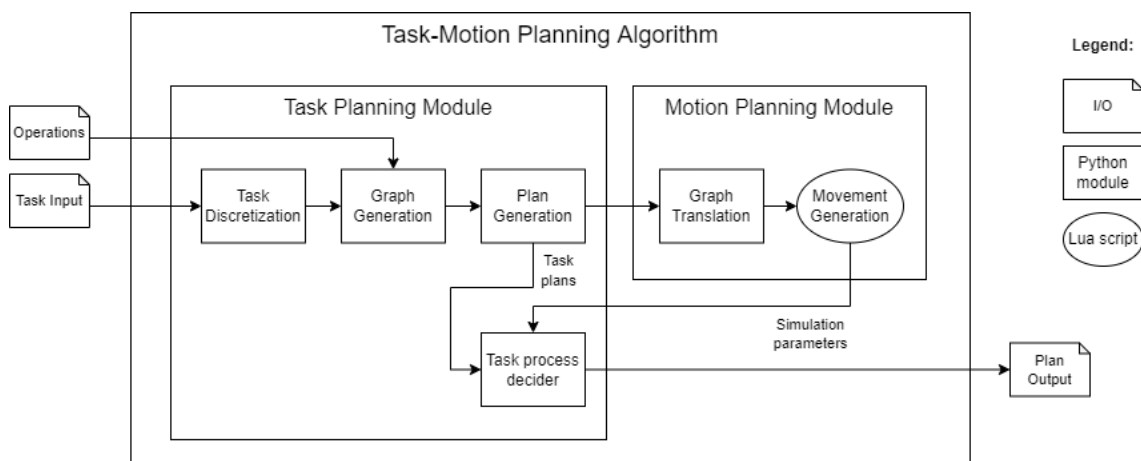 Task-Motion Planning Algorithm
Legend:
Task Planning Module
Motion Planning Module
I/O
Operations
Python
module
Task Input
Task
Discretization
Graph
Generation
Plan
Generation
Graph
Translation
Movement
Generation
Lua script
Task
plans
Simulation
parameters
Task process
decider
Plan
Output